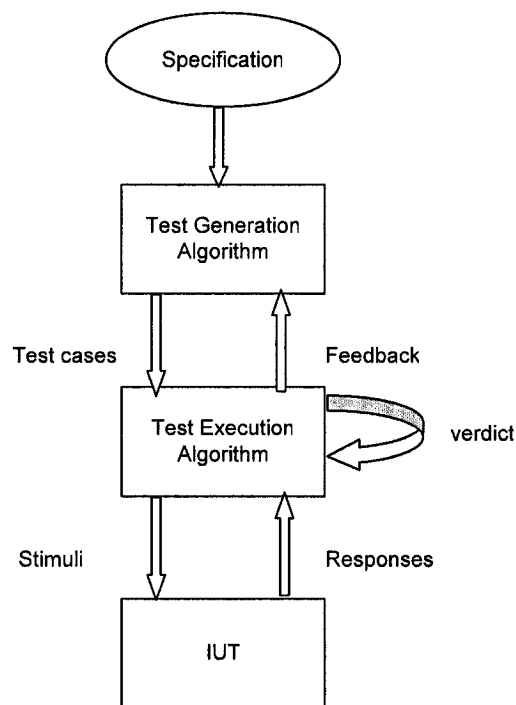 Specification
Test Generation
Algorithm
Test cases
Feedback
Test Execution
Algorithm
verdict
Stimuli
Responses
IUT